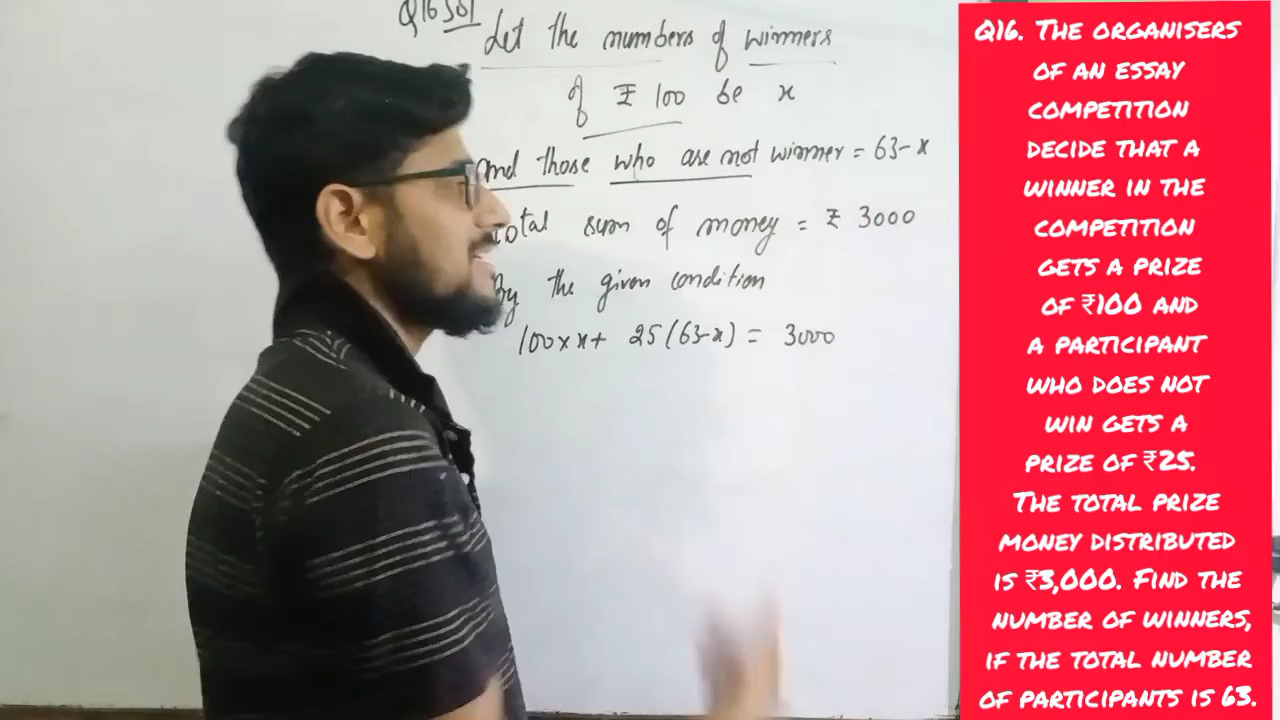 Q16 Sol
Let the numbers of winners
of ₹ 100 be x
and those who are not winner = 63-x
Total sum of money = ₹ 3000
By the given condition
100×x+ 25(63-x) = 3000
Q16. THE ORGANISERS
OF AN ESSAY
COMPETITION
DECIDE THAT A
WINNER IN THE
COMPETITION
GETS A PRIZE
OF ₹100 AND
A PARTICIPANT
WHO DOES NOT
WIN GETS A
PRIZE OF ₹25.
THE TOTAL PRIZE
MONEY DISTRIBUTED
IS ₹3,000. FIND THE
NUMBER OF WINNERS,
IF THE TOTAL NUMBER
OF PARTICIPANTS IS 63.